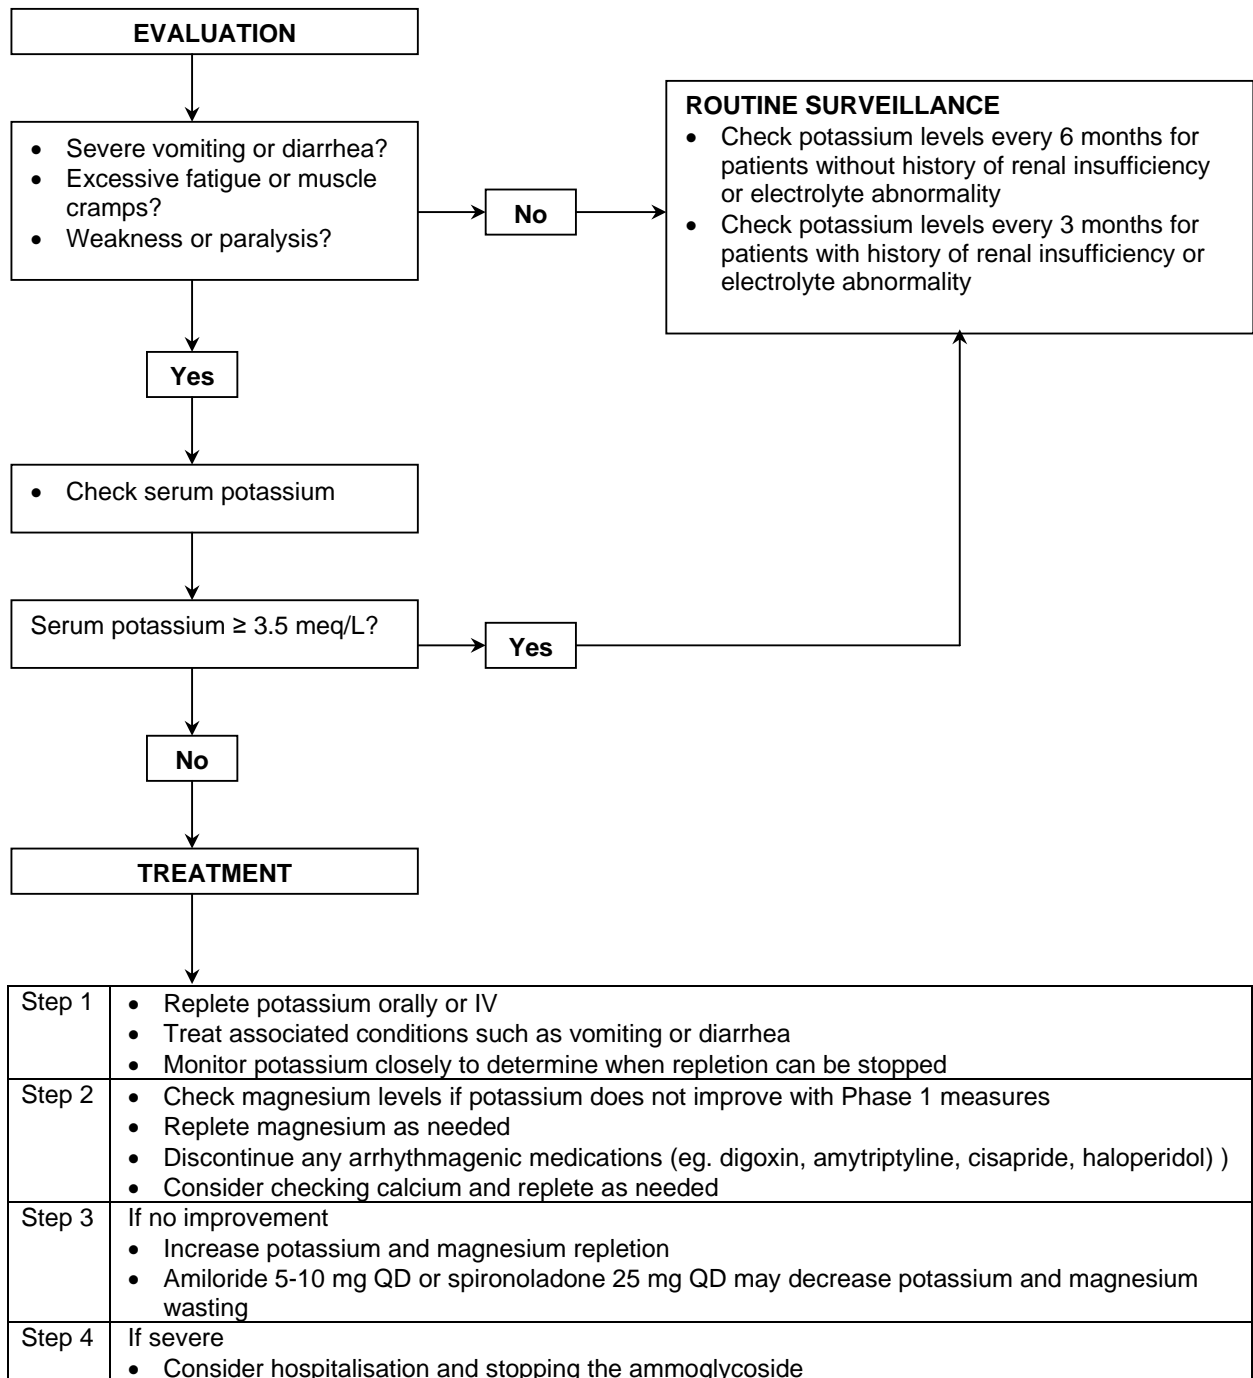 EVALUATION
• Severe vomiting or diarrhea?
• Excessive fatigue or muscle
cramps?
• Weakness or paralysis?
No
ROUTINE SURVEILLANCE
• Check potassium levels every 6 months for
patients without history of renal insufficiency
or electrolyte abnormality
• Check potassium levels every 3 months for
patients with history of renal insufficiency or
electrolyte abnormality
Yes
• Check serum potassium
Serum potassium ≥ 3.5 meq/L?
Yes
No
TREATMENT
Step 1
• Replete potassium orally or IV
• Treat associated conditions such as vomiting or diarrhea
• Monitor potassium closely to determine when repletion can be stopped
Step 2
• Check magnesium levels if potassium does not improve with Phase 1 measures
• Replete magnesium as needed
• Discontinue any arrhythmagenic medications (eg. digoxin, amytriptyline, cisapride, haloperidol) )
• Consider checking calcium and replete as needed
Step 3
If no improvement
• Increase potassium and magnesium repletion
• Amiloride 5-10 mg QD or spironoladone 25 mg QD may decrease potassium and magnesium
wasting
Step 4
If severe
• Consider hospitalisation and stopping the ammoglycoside